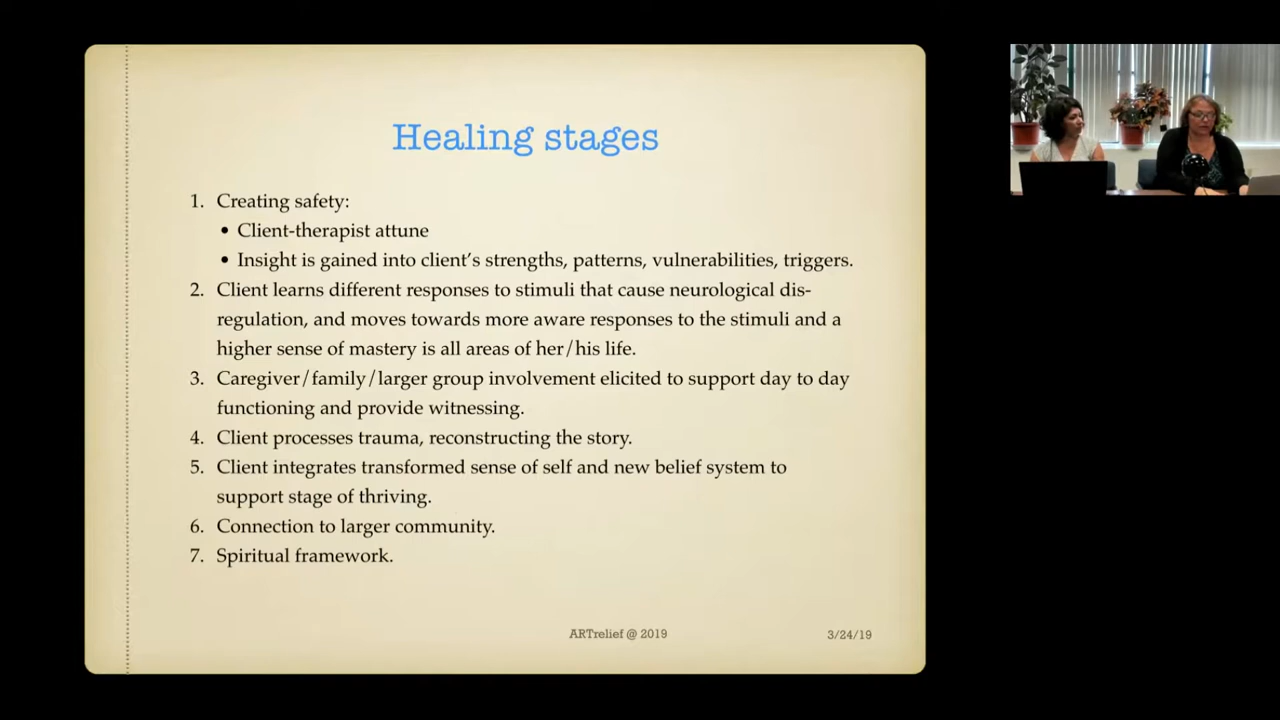 Healing stages
1. Creating safety:
• Client-therapist attune
• Insight is gained into client's strengths, patterns, vulnerabilities, triggers.
2. Client learns different responses to stimuli that cause neurological dis-
regulation, and moves towards more aware responses to the stimuli and a
higher sense of mastery is all areas of her/his life.
3. Caregiver/family/larger group involvement elicited to support day to day
functioning and provide witnessing.
4. Client processes trauma, reconstructing the story.
5. Client integrates transformed sense of self and new belief system to
support stage of thriving.
6. Connection to larger community.
7. Spiritual framework.
ARTrelief @ 2019
3/24/19